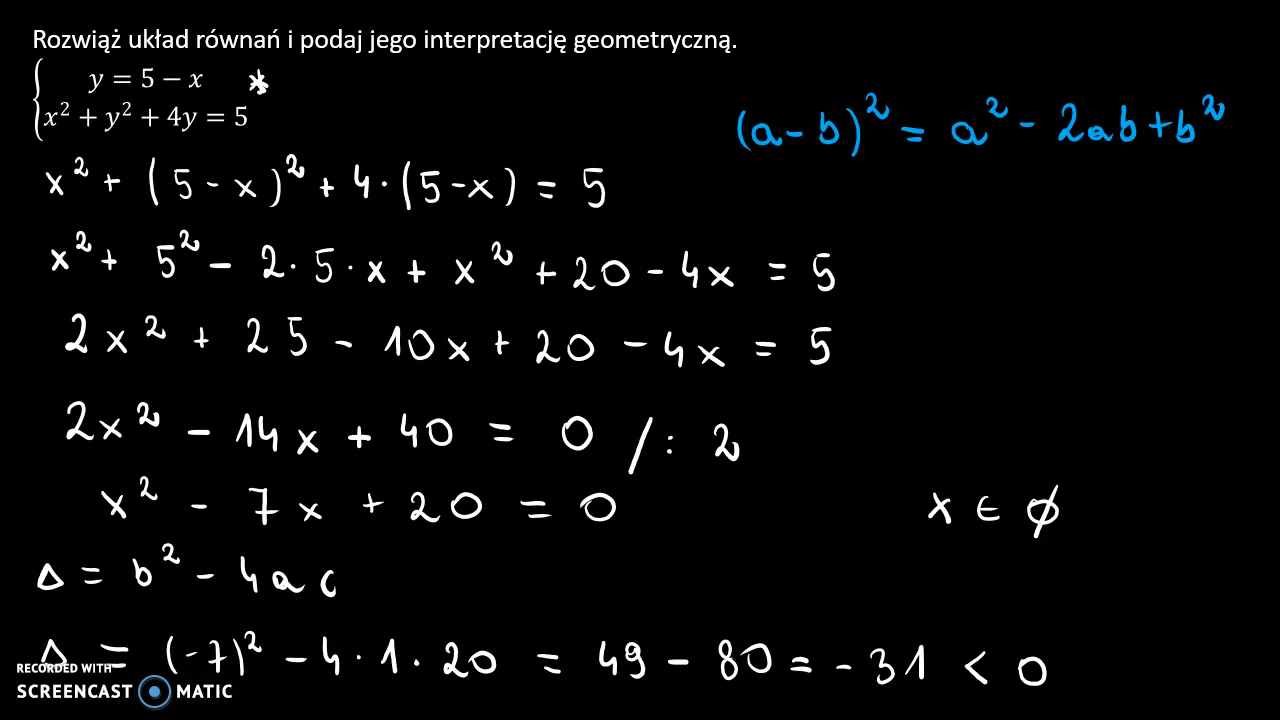 Rozwiąż układ równań i podaj jego interpretację geometryczną.
y = 5 − x *
x² + y² + 4y = 5
(a - b)² = a² - 2ab + b²
x² + (5 - x)² + 4 · (5 - x) = 5
x² + 5² - 2 · 5 · x + x² + 20 - 4x = 5
2x² + 25 - 10x + 20 - 4x = 5
2x² - 14x + 40 = 0 / : 2
x² - 7x + 20 = 0
x ∈ ∅
Δ = b² - 4ac
Δ = (-7)² - 4 · 1 · 20 = 49 - 80 = -31 < 0
RECORDED WITH
SCREENCAST MATIC